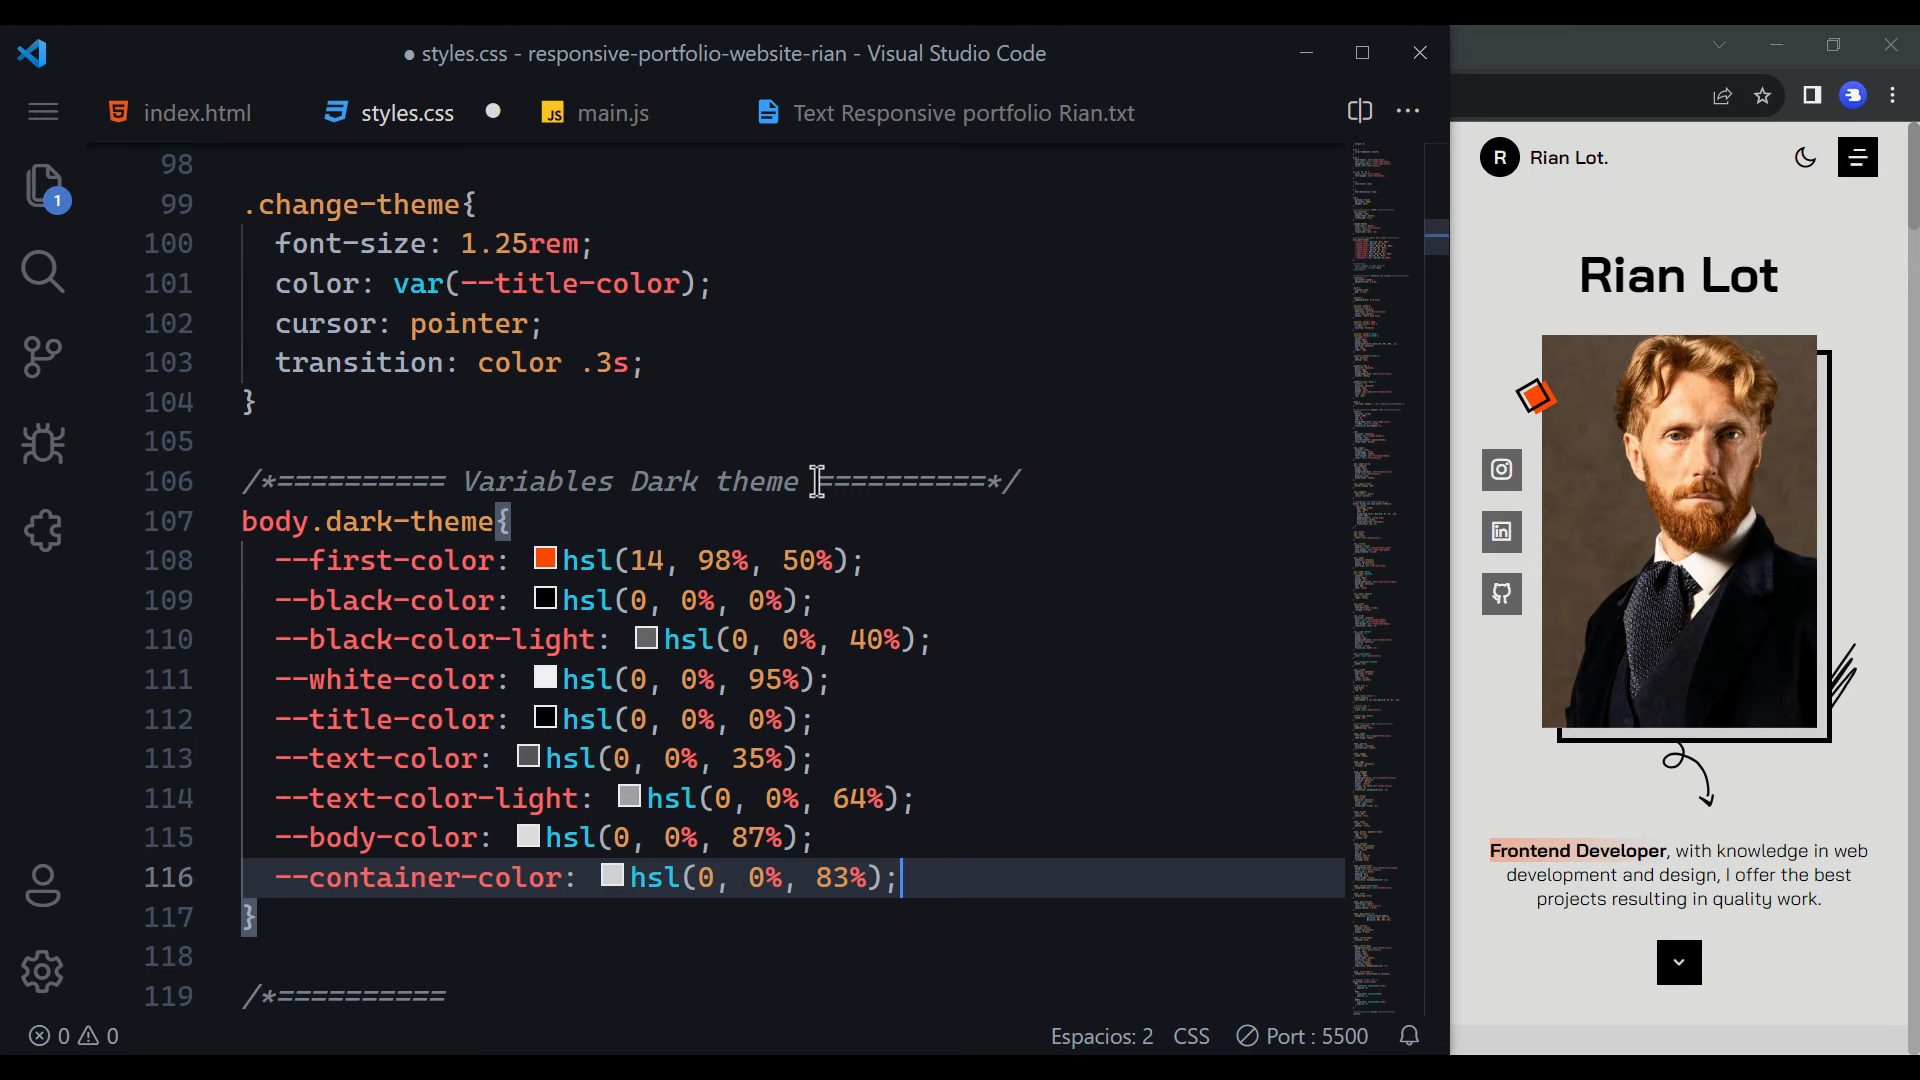 styles.css - responsive-portfolio-website-rian - Visual Studio Code
index.html
styles.css
JS main.js
Text Responsive portfolio Rian.txt
1
98
99 .change-theme{
100 font-size: 1.25rem;
101 color: var(--title-color);
102 cursor: pointer;
103 transition: color .3s;
104 }
105
106 /*========== Variables Dark theme ==========*/
107 body.dark-theme{
108 --first-color: hsl(14, 98%, 50%);
109 --black-color: hsl(0, 0%, 0%);
110 --black-color-light: hsl(0, 0%, 40%);
111 --white-color: hsl(0, 0%, 95%);
112 --title-color: hsl(0, 0%, 0%);
113 --text-color: hsl(0, 0%, 35%);
114 --text-color-light: hsl(0, 0%, 64%);
115 --body-color: hsl(0, 0%, 87%);
116 --container-color: hsl(0, 0%, 83%);
117 }
118
119 /*==========
0 0
Espacios: 2 CSS Port : 5500
R Rian Lot.
Rian Lot
in
Frontend Developer, with knowledge in web
development and design, I offer the best
projects resulting in quality work.